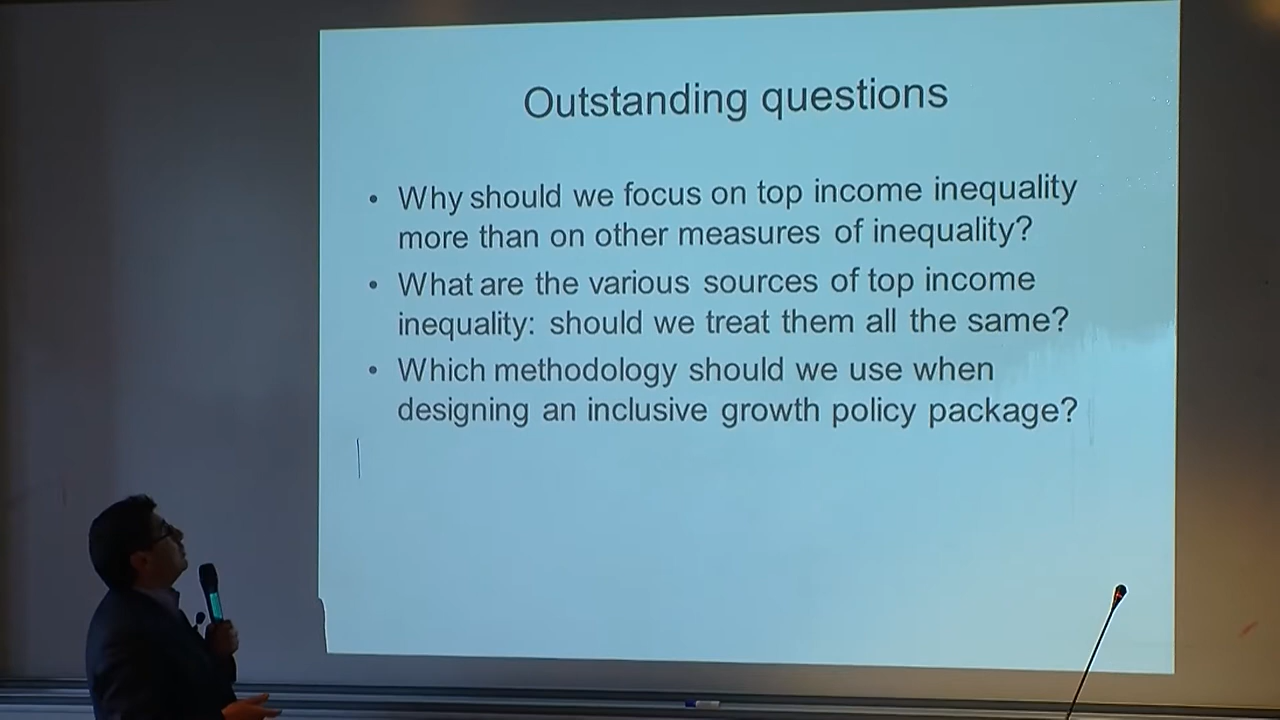 Outstanding questions
• Why should we focus on top income inequality
more than on other measures of inequality?
• What are the various sources of top income
inequality: should we treat them all the same?
• Which methodology should we use when
designing an inclusive growth policy package?